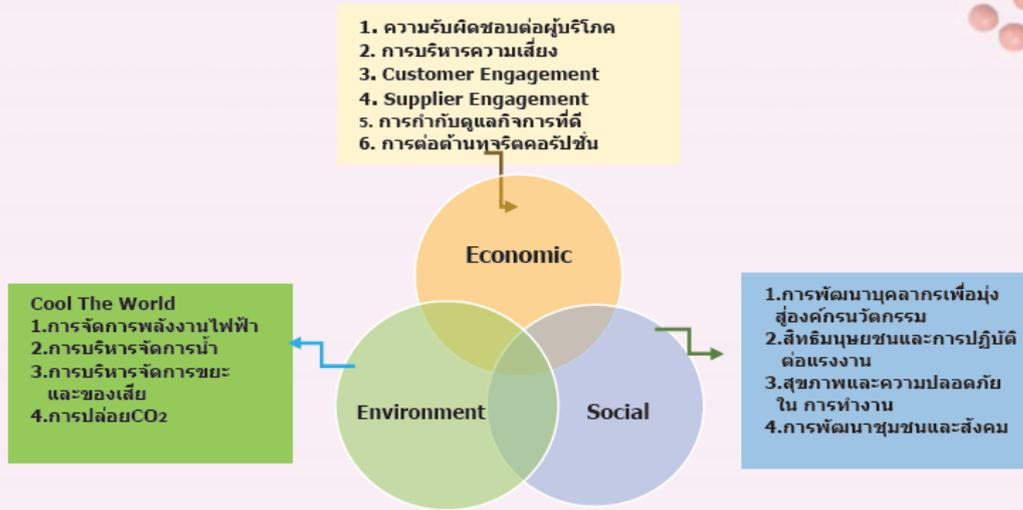 1. ความรับผิดชอบต่อผู้บริโภค
2. การบริหารความเสี่ยง
3. Customer Engagement
4. Supplier Engagement
5. การกำกับดูแลกิจการที่ดี
6. การต่อต้านทุจริตคอรัปชั่น
Economic
Cool The World
1.การจัดการพลังงานไฟฟ้า
2.การบริหารจัดการน้ำ
3.การบริหารจัดการขยะ
และของเสีย
4.การปล่อยCO2
Environment
Social
1.การพัฒนาบุคลากรเพื่อมุ่ง
สู่องค์กรนวัตกรรม
2.สิทธิมนุษยชนและการปฏิบัติ
ต่อแรงงาน
3.สุขภาพและความปลอดภัย
ใน การทำงาน
4.การพัฒนาชุมชนและสังคม